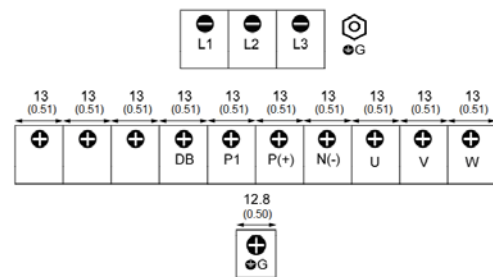 L1 L2 L3
G
13 13 13 13 13 13 13 13 13 13
(0.51) (0.51) (0.51) (0.51) (0.51) (0.51) (0.51) (0.51) (0.51) (0.51)
DB P1 P(+) N(-) U V W
12.8
(0.50)
G